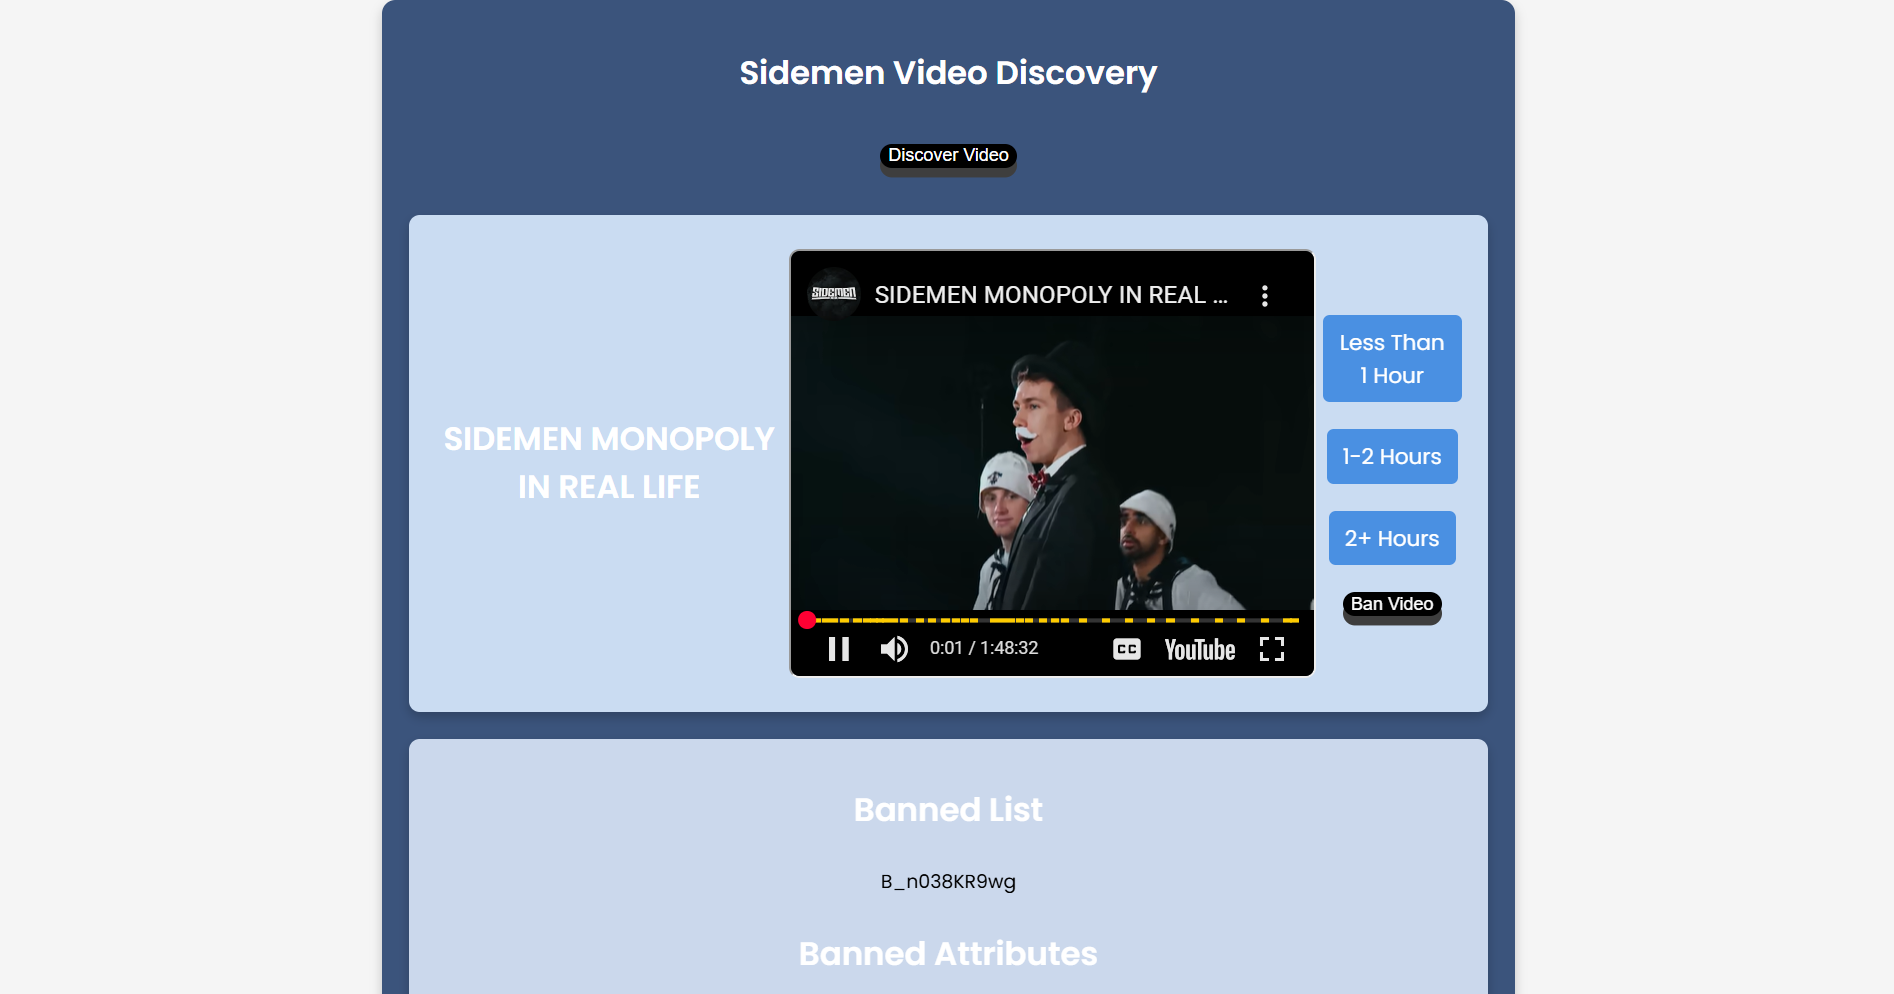 Sidemen Video Discovery
Discover Video
SIDEMEN MONOPOLY
IN REAL LIFE
SIDEMEN
SIDEMEN MONOPOLY IN REAL ...
0:01 / 1:48:32
CC
YouTube
Less Than
1 Hour
1-2 Hours
2+ Hours
Ban Video
Banned List
B_n038KR9wg
Banned Attributes